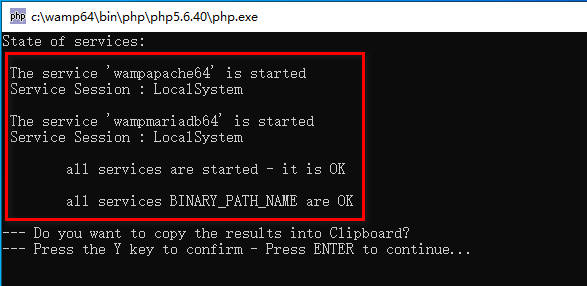 php c:\wamp64\bin\php\php5.6.40\php.exe
State of services:
The service 'wampapache64' is started
Service Session : LocalSystem
The service 'wampmariadb64' is started
Service Session : LocalSystem
all services are started - it is OK
all services BINARY_PATH_NAME are OK
--- Do you want to copy the results into Clipboard?
--- Press the Y key to confirm - Press ENTER to continue...